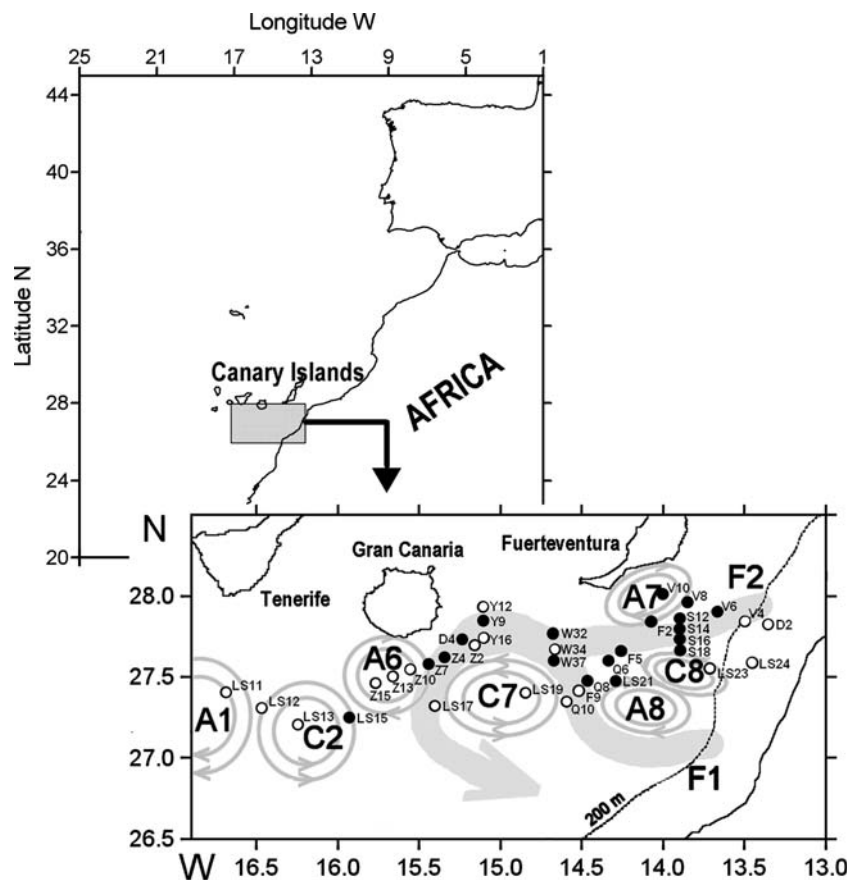 Longitude W
25 21 17 13 9 4 1
44
40
36
32
28
24
20
Latitude N
Canary Islands
AFRICA
N
Tenerife
Gran Canaria
Fuerteventura
F2
A7
V10
V8
V6
V4
D2
28.0
Y12
Y9
Y16
D4
Z2
Z4
Z7
Z10
Z13
Z15
A6
W32
W34
W37
F2
S12
S14
S16
S18
F5
Q6
LS21
Q8
F9
Q10
C8
LS23
LS24
27.5
A8
C7
LS19
LS17
LS15
LS13
LS12
LS11
A1
C2
27.0
F1
200 m
26.5
W
16.5 16.0 15.5 15.0 14.5 14.0 13.5 13.0